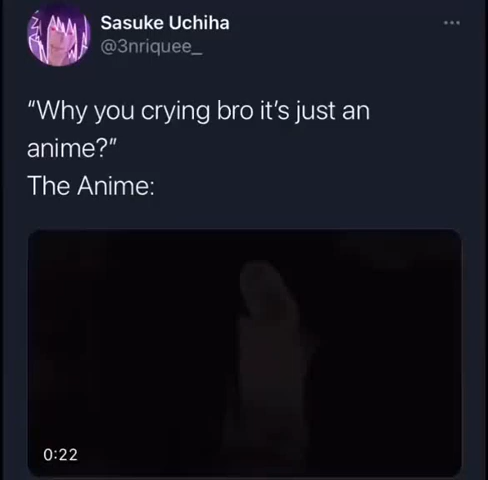 Sasuke Uchiha
@3nriquee_
“Why you crying bro it’s just an
anime?”
The Anime:
0:22